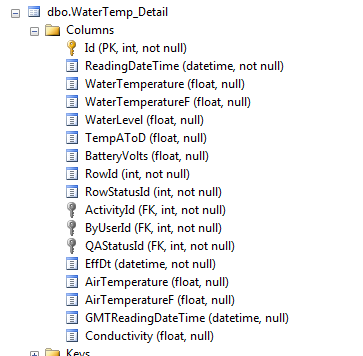 dbo.WaterTemp_Detail
Columns
Id (PK, int, not null)
ReadingDateTime (datetime, not null)
WaterTemperature (float, null)
WaterTemperatureF (float, null)
WaterLevel (float, null)
TempAToD (float, null)
BatteryVolts (float, null)
RowId (int, not null)
RowStatusId (int, not null)
ActivityId (FK, int, not null)
ByUserId (FK, int, not null)
QAStatusId (FK, int, not null)
EffDt (datetime, not null)
AirTemperature (float, null)
AirTemperatureF (float, null)
GMTReadingDateTime (datetime, null)
Conductivity (float, null)
Keys